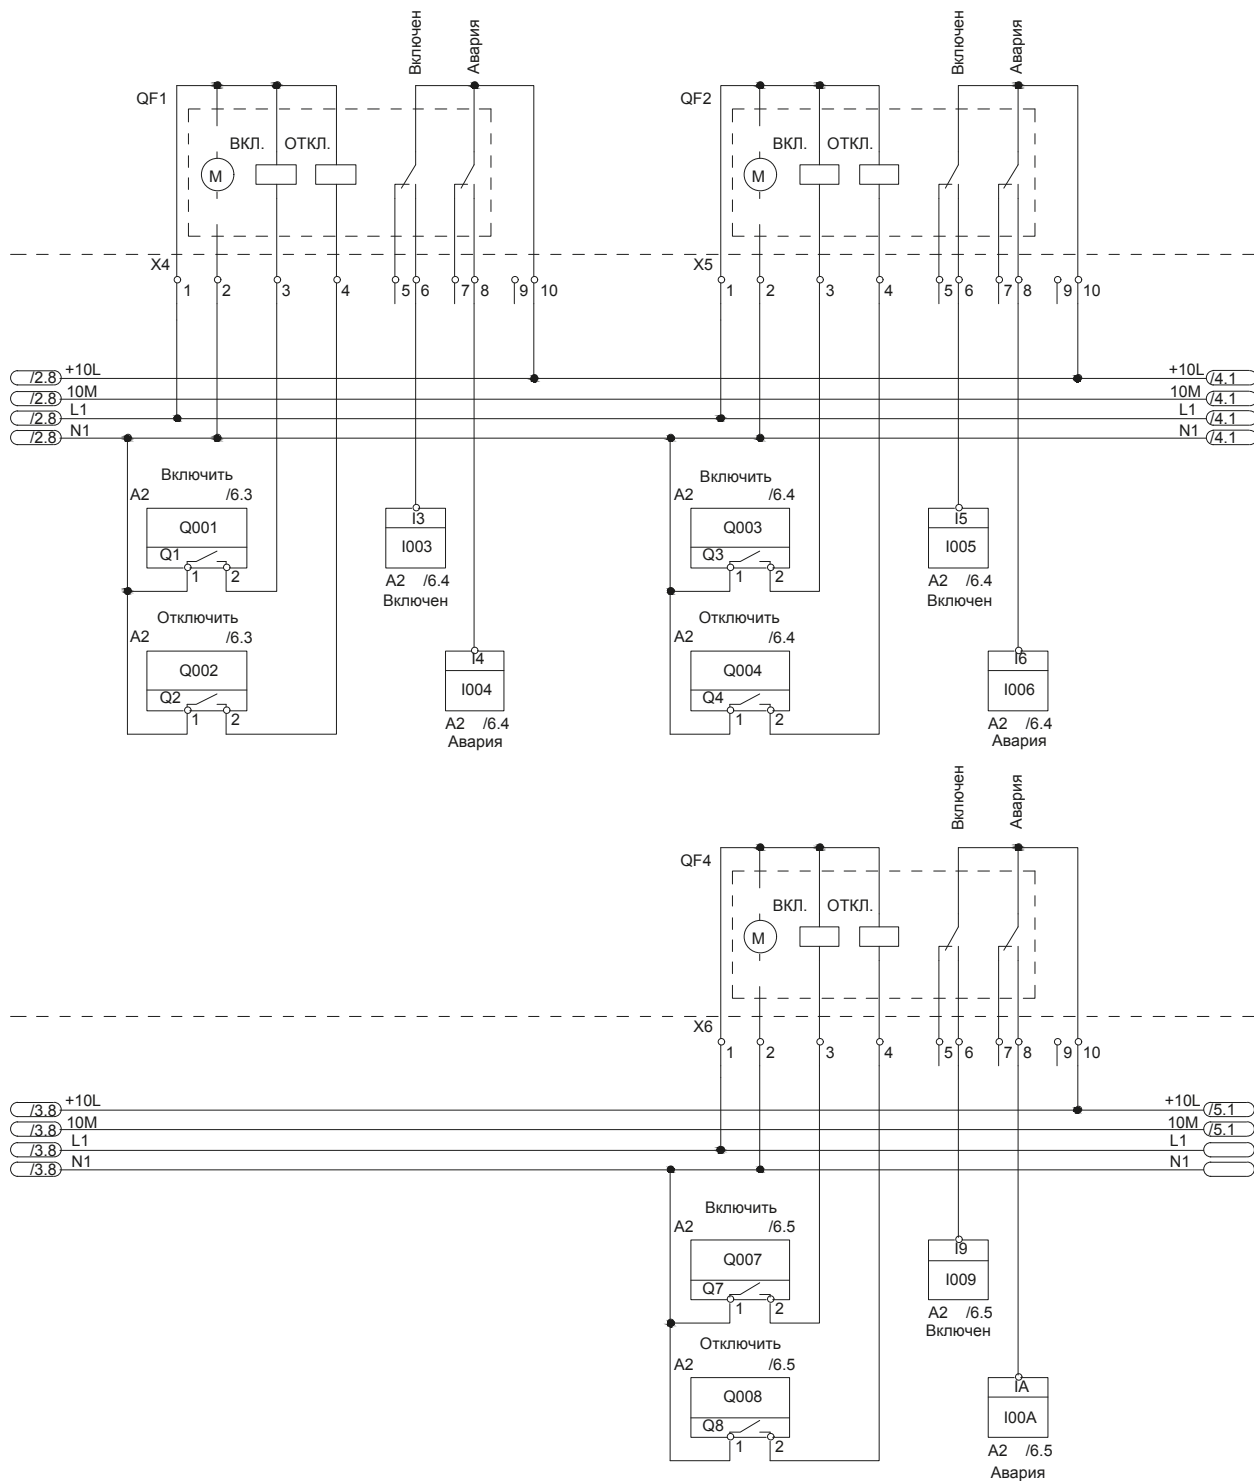 Включен Авария Включен Авария
QF1 QF2
ВКЛ. ОТКЛ. ВКЛ. ОТКЛ.
M M
X4 X5
1 2 3 4 5 6 7 8 9 10 1 2 3 4 5 6 7 8 9 10
/2.8 +10L +10L /4.1
/2.8 10M 10M /4.1
/2.8 L1 L1 /4.1
/2.8 N1 N1 /4.1
Включить Включить
A2 /6.3 A2 /6.4
Q001 I3 Q003 I5
Q1 I003 Q3 I005
1 2 A2 /6.4 1 2 A2 /6.4
Включен Включен
Отключить Отключить
A2 /6.3 A2 /6.4
Q002 I4 Q004 I6
Q2 I004 Q4 I006
1 2 A2 /6.4 1 2 A2 /6.4
Авария Авария
Включен Авария
QF4
ВКЛ. ОТКЛ.
M
X6
1 2 3 4 5 6 7 8 9 10
/3.8 +10L +10L /5.1
/3.8 10M 10M /5.1
/3.8 L1 L1
/3.8 N1 N1
Включить
A2 /6.5
Q007 I9
Q7 I009
1 2 A2 /6.5
Включен
Отключить
A2 /6.5
Q008 IA
Q8 I00A
1 2 A2 /6.5
Авария